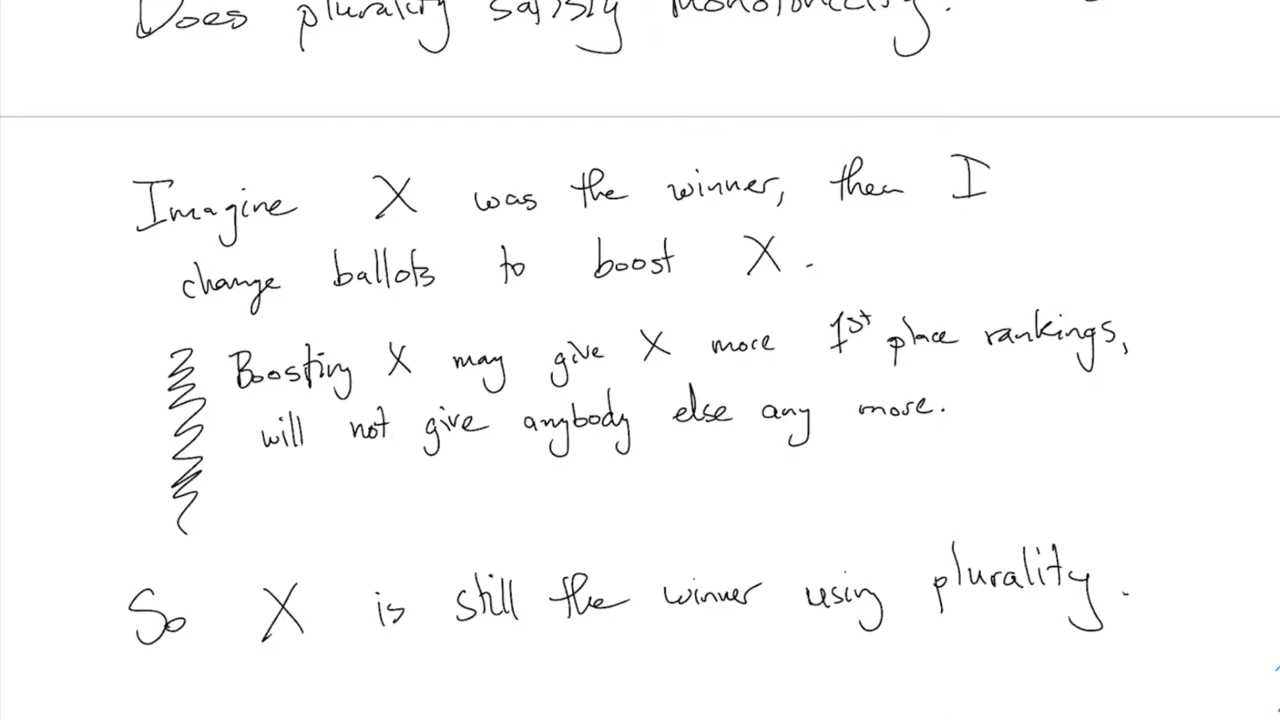 Does plurality satisfy monotonicity?
Imagine X was the winner, then I
change ballots to boost X.
Boosting X may give X more 1st place rankings,
will not give anybody else any more.
So X is still the winner using plurality.